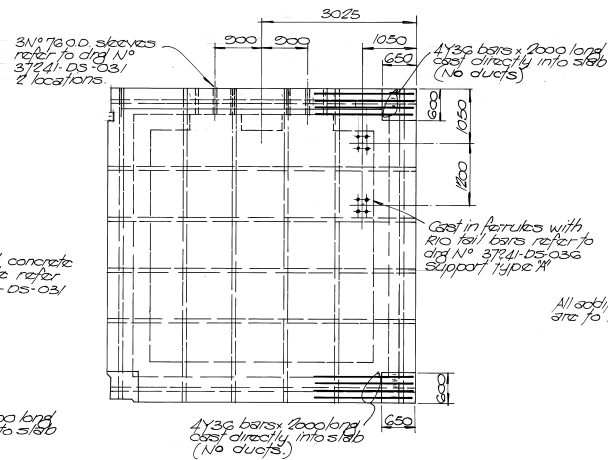 3025
3N° 76 O.D. sleeves
refer to drg N°
37241-DS-031
2 locations.
900
900
1050
650
4Y36 bars x 2000 long
cast directly into slab
(No ducts)
600
1050
1200
Cast in ferrules with
R10 tail bars refer to
drg N° 37241-DS-036
support type "A"
concrete
refer
-DS-031
All addi
are to
00 long
to slab
4Y36 bars x 2000 long
cast directly into slab
(No ducts.)
600
650